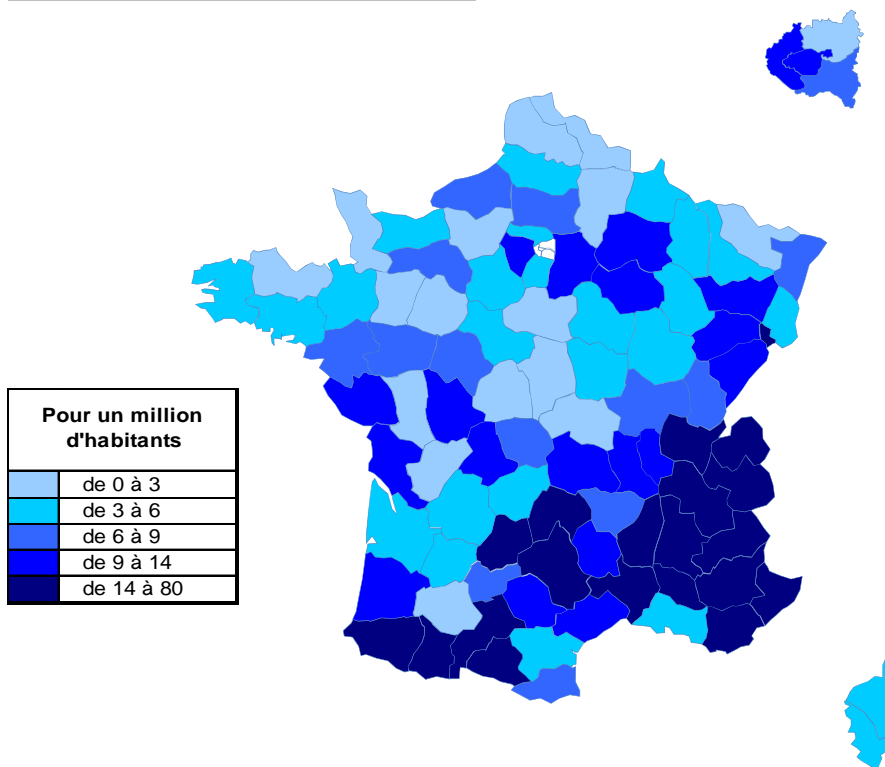 Pour un million
d'habitants
de 0 à 3
de 3 à 6
de 6 à 9
de 9 à 14
de 14 à 80